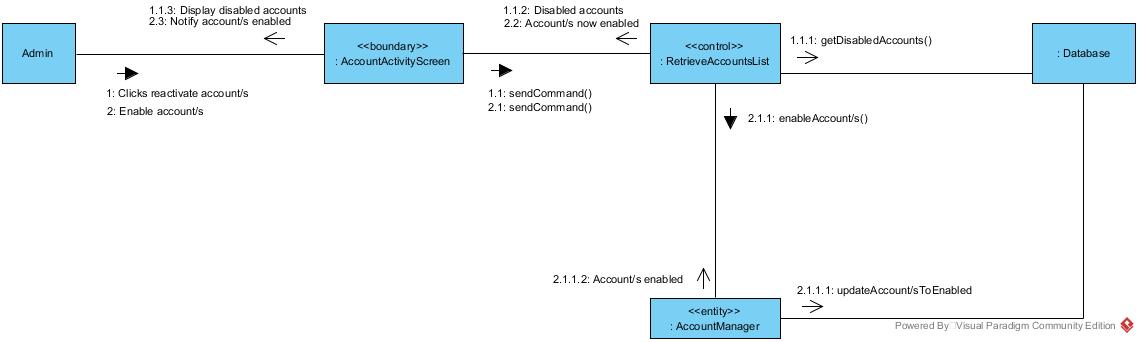 1.1.3: Display disabled accounts
2.3: Notify account/s enabled
1.1.2: Disabled accounts
2.2: Account/s now enabled
Admin
<<boundary>>
: AccountActivityScreen
<<control>>
: RetrieveAccountsList
1.1.1: getDisabledAccounts()
: Database
1: Clicks reactivate account/s
2: Enable account/s
1.1: sendCommand()
2.1: sendCommand()
2.1.1: enableAccount/s()
2.1.1.2: Account/s enabled
2.1.1.1: updateAccount/sToEnabled
<<entity>>
: AccountManager
Powered By Visual Paradigm Community Edition